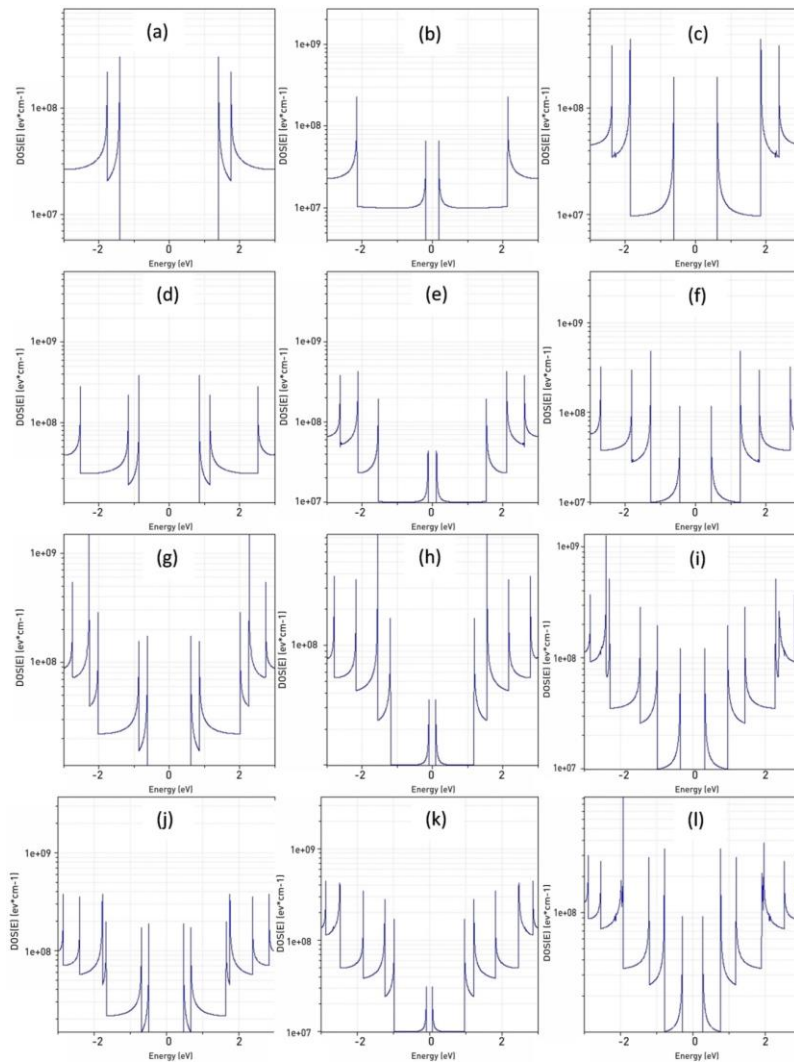 (a)
DOS[E] [ev*cm-1]
1e+08
1e+07
-2 0 2
Energy [eV]
(b)
DOS[E] [ev*cm-1]
1e+09
1e+08
1e+07
-2 0 2
Energy [eV]
(c)
DOS[E] [ev*cm-1]
1e+08
1e+07
-2 0 2
Energy [eV]
(d)
DOS[E] [ev*cm-1]
1e+09
1e+08
-2 0 2
Energy [eV]
(e)
DOS[E] [ev*cm-1]
1e+09
1e+08
1e+07
-2 0 2
Energy [eV]
(f)
DOS[E] [ev*cm-1]
1e+09
1e+08
1e+07
-2 0 2
Energy [eV]
(g)
DOS[E] [ev*cm-1]
1e+09
1e+08
-2 0 2
Energy [eV]
(h)
DOS[E] [ev*cm-1]
1e+08
-2 0 2
Energy [eV]
(i)
DOS[E] [ev*cm-1]
1e+09
1e+08
1e+07
-2 0 2
Energy [eV]
(j)
DOS[E] [ev*cm-1]
1e+09
1e+08
-2 0 2
Energy [eV]
(k)
DOS[E] [ev*cm-1]
1e+09
1e+08
1e+07
-2 0 2
Energy [eV]
(l)
DOS[E] [ev*cm-1]
1e+08
-2 0 2
Energy [eV]